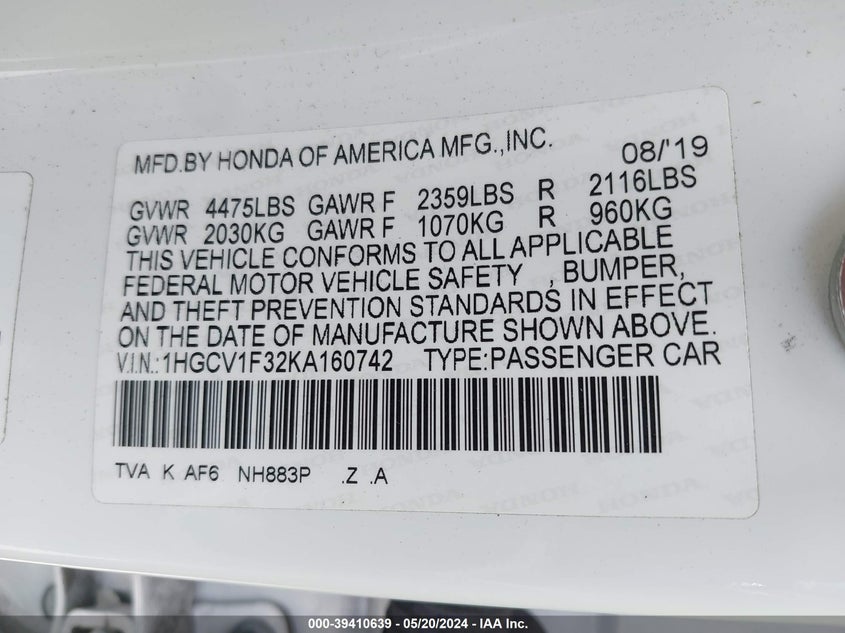 MFD.BY HONDA OF AMERICA MFG.,INC. 08/'19
GVWR 4475LBS GAWR F 2359LBS R 2116LBS
GVWR 2030KG GAWR F 1070KG R 960KG
THIS VEHICLE CONFORMS TO ALL APPLICABLE
FEDERAL MOTOR VEHICLE SAFETY , BUMPER,
AND THEFT PREVENTION STANDARDS IN EFFECT
ON THE DATE OF MANUFACTURE SHOWN ABOVE.
V.I.N.:1HGCV1F32KA160742 TYPE:PASSENGER CAR
TVA K AF6 NH883P .Z .A
000-39410639 - 05/20/2024 - IAA Inc.